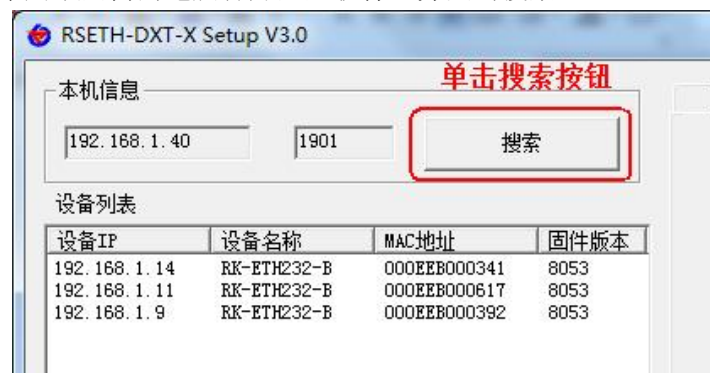 RSETH-DXT-X Setup V3.0
单击搜索按钮
本机信息
192.168.1.40 1901 搜索
设备列表
设备IP 设备名称 MAC地址 固件版本
192.168.1.14 RK-ETH232-B 000EEB000341 8053
192.168.1.11 RK-ETH232-B 000EEB000617 8053
192.168.1.9 RK-ETH232-B 000EEB000392 8053